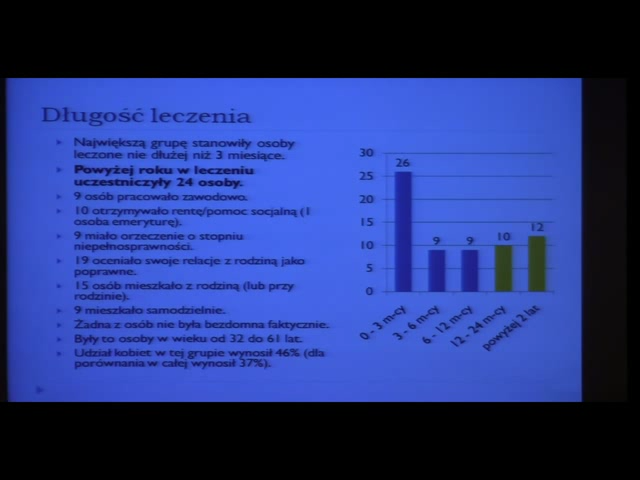 Długość leczenia
Największą grupę stanowiły osoby
leczone nie dłużej niż 3 miesiące.
Powyżej roku w leczeniu
uczestniczyły 24 osoby.
9 osób pracowało zawodowo.
10 otrzymywało rentę/pomoc socjalną (1
osoba emeryturę).
9 miało orzeczenie o stopniu
niepełnosprawności.
19 oceniało swoje relacje z rodziną jako
poprawne.
15 osób mieszkało z rodziną (lub przy
rodzinie).
9 mieszkało samodzielnie.
Żadna z osób nie była bezdomna faktycznie.
Były to osoby w wieku od 32 do 61 lat.
Udział kobiet w tej grupie wynosił 46% (dla
porównania w całej wynosił 37%).
30
25
20
15
10
5
0
26
9
9
10
12
0 - 3 m-cy
3 - 6 m-cy
6 - 12 m-cy
12 - 24 m-cy
powyżej 2 lat